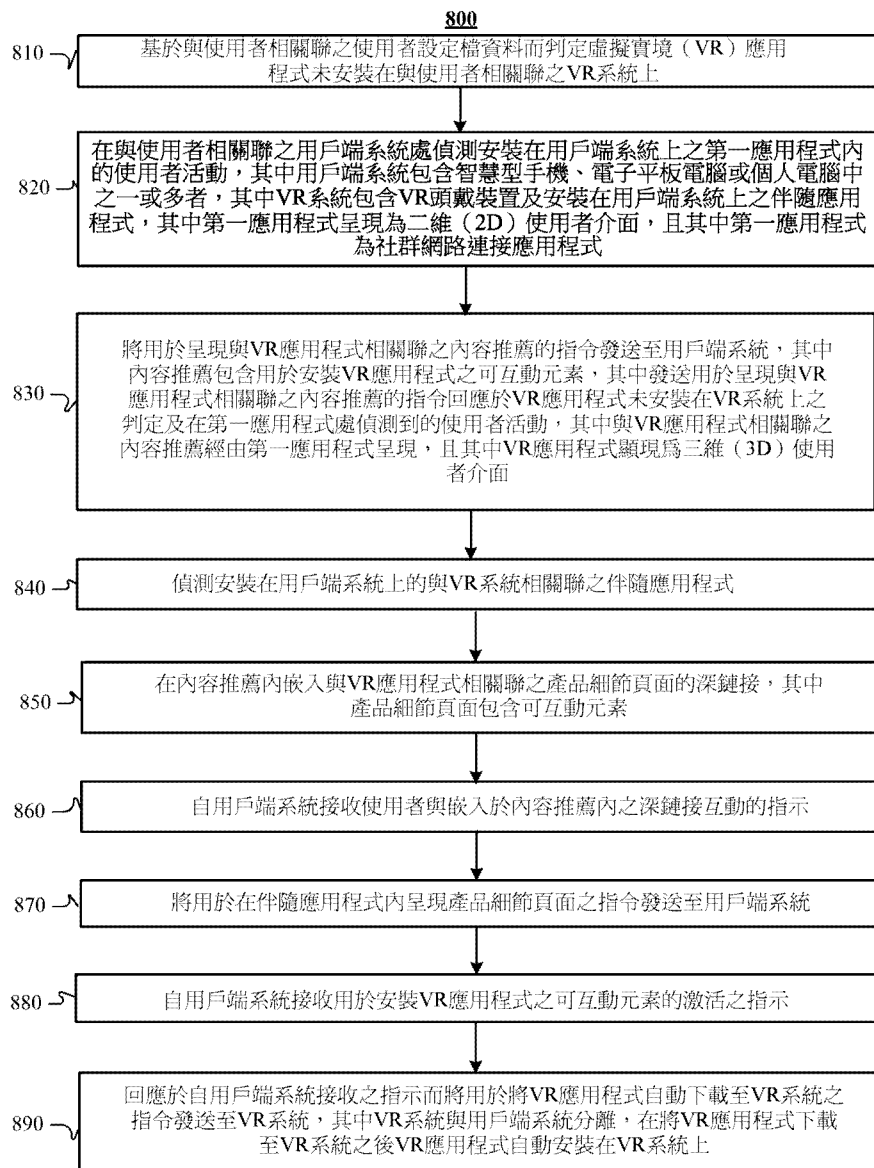 800
810
基於與使用者相關聯之使用者設定檔資料而判定虛擬實境（VR）應用
程式未安裝在與使用者相關聯之VR系統上
820
在與使用者相關聯之用戶端系統處偵測安裝在用戶端系統上之第一應用程式內
的使用者活動，其中用戶端系統包含智慧型手機、電子平板電腦或個人電腦中
之一或多者，其中VR系統包含VR頭戴裝置及安裝在用戶端系統上之伴隨應用
程式，其中第一應用程式呈現為二維（2D）使用者介面，且其中第一應用程式
為社群網路連接應用程式
830
將用於呈現與VR應用程式相關聯之內容推薦的指令發送至用戶端系統，其中
內容推薦包含用於安裝VR應用程式之可互動元素，其中發送用於呈現與VR
應用程式相關聯之內容推薦的指令回應於VR應用程式未安裝在VR系統上之
判定及在第一應用程式處偵測到的使用者活動，其中與VR應用程式相關聯之
內容推薦經由第一應用程式呈現，且其中VR應用程式顯現爲三維（3D）使用
者介面
840
偵測安裝在用戶端系統上的與VR系統相關聯之伴隨應用程式
850
在內容推薦內嵌入與VR應用程式相關聯之產品細節頁面的深鏈接，其中
產品細節頁面包含可互動元素
860
自用戶端系統接收使用者與嵌入於內容推薦內之深鏈接互動的指示
870
將用於在伴隨應用程式內呈現產品細節頁面之指令發送至用戶端系統
880
自用戶端系統接收用於安裝VR應用程式之可互動元素的激活之指示
890
回應於自用戶端系統接收之指示而將用於將VR應用程式自動下載至VR系統之
指令發送至VR系統，其中VR系統與用戶端系統分離，在將VR應用程式下載
至VR系統之後VR應用程式自動安裝在VR系統上